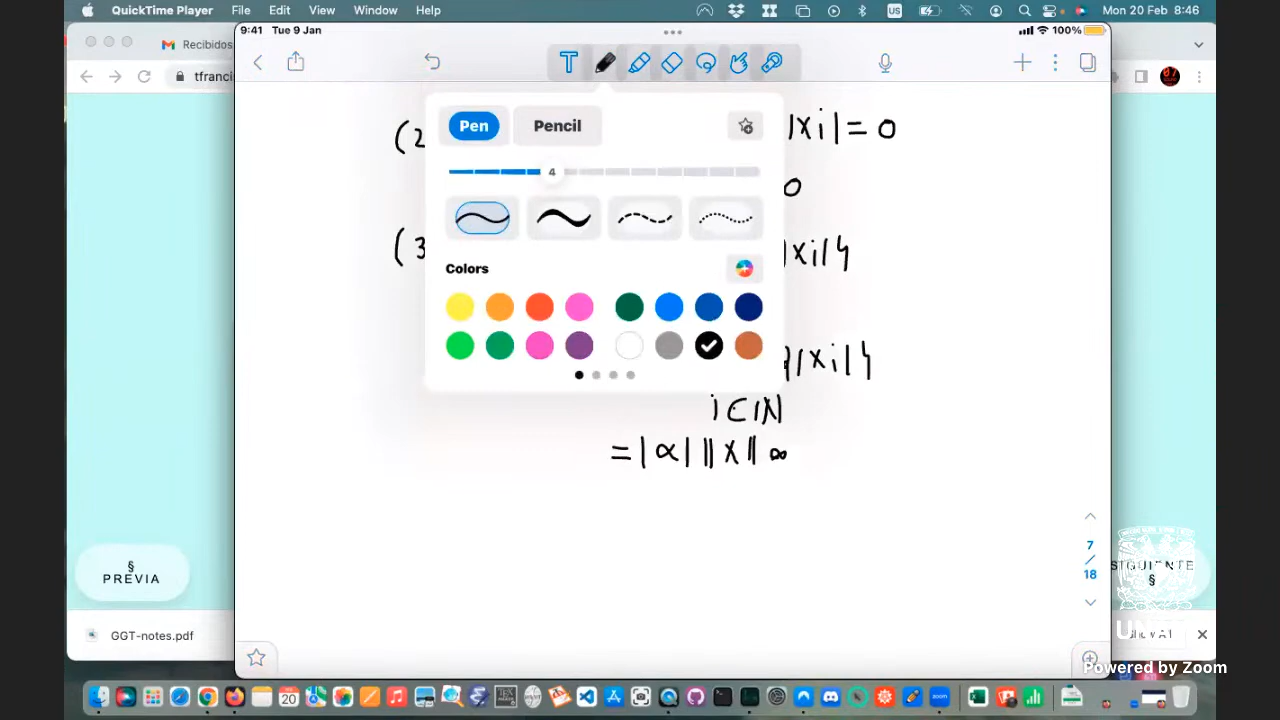 QuickTime Player File Edit View Window Help US Mon 20 Feb 8:46
9:41 Tue 9 Jan 100%
Recibidos
tfranci
T
Pen Pencil
4
Colors
(2 |xi| = 0
0
(3 |xi|}
{|xi|}
i∈ℕ
= |α| ||x||∞
7
/
18
§
PREVIA
SIGUIENTE
§
GGT-notes.pdf
Powered by Zoom